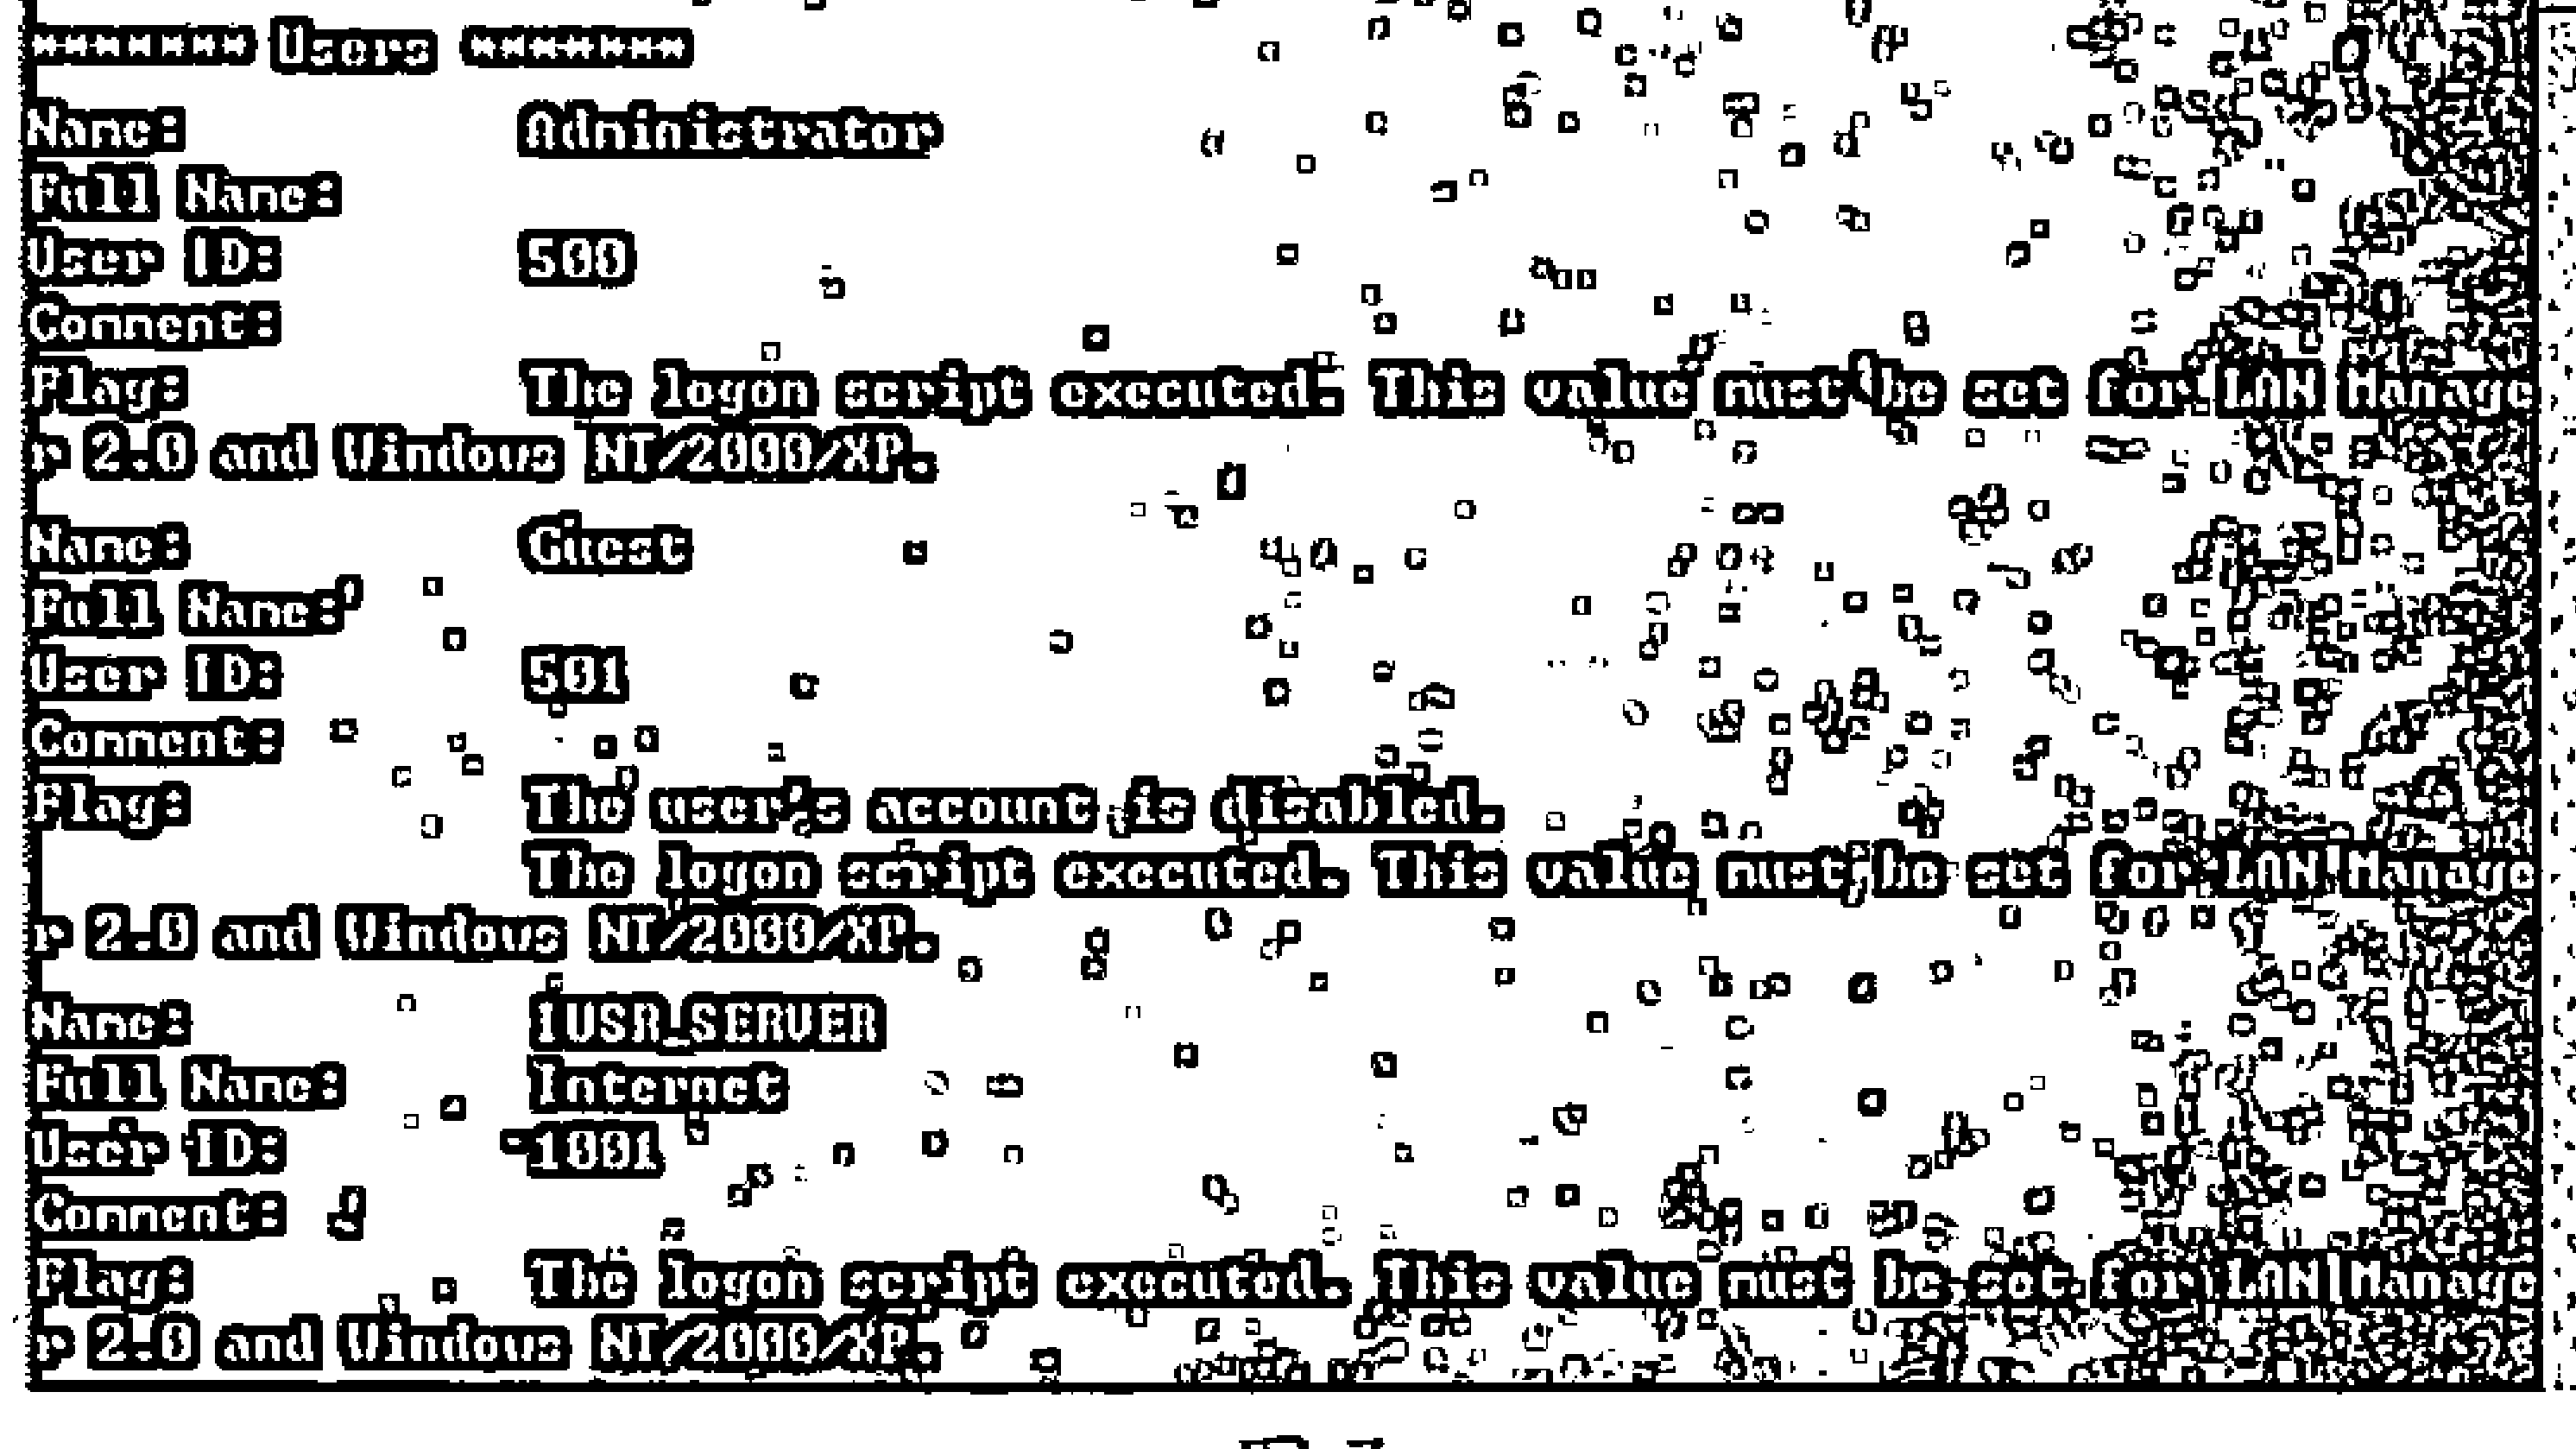 ******* Users *******
Name: Administrator
Full Name:
User ID: 500
Comment:
Flag: The logon script executed. This value must be set for LAN Manage
r 2.0 and Windows NT/2000/XP.
Name: Guest
Full Name:
User ID: 501
Comment:
Flag: The user's account is disabled.
The logon script executed. This value must be set for LAN Manage
r 2.0 and Windows NT/2000/XP.
Name: IUSR_SERVER
Full Name: Internet
User ID: 1001
Comment:
Flag: The logon script executed. This value must be set for LAN Manage
r 2.0 and Windows NT/2000/XP.